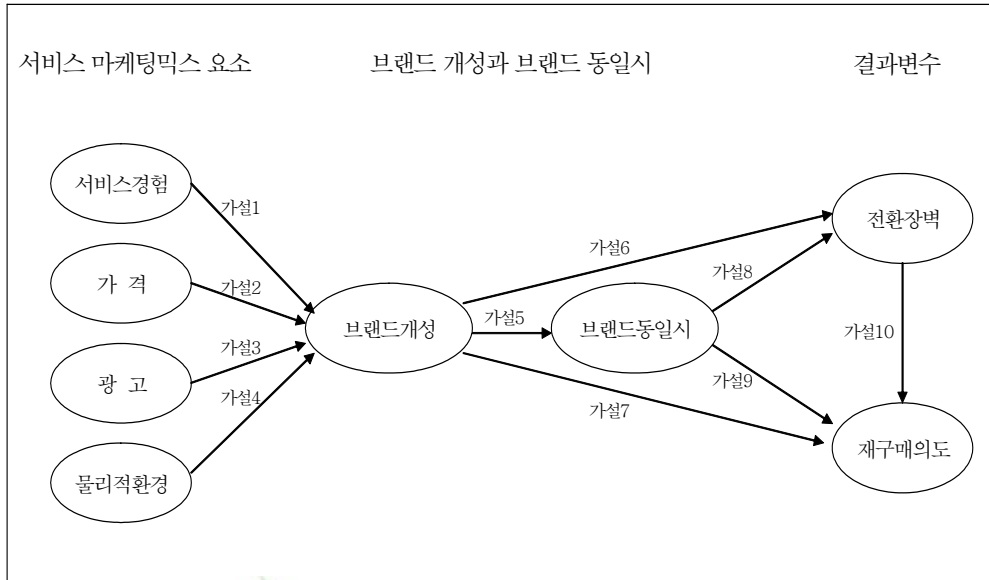 서비스 마케팅믹스 요소
브랜드 개성과 브랜드 동일시
결과변수
서비스경험
가설1
전환장벽
가설6
가 격
가설2
가설8
브랜드개성
가설5
브랜드동일시
가설10
가설3
광 고
가설4
가설9
가설7
재구매의도
물리적환경